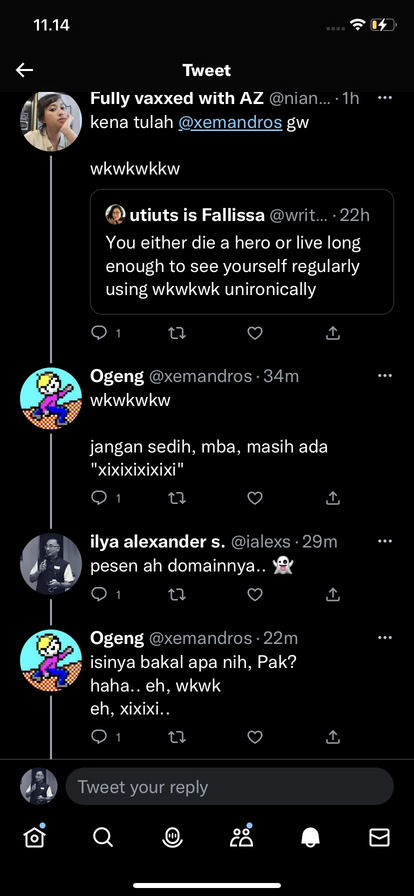 11.14
Tweet
Fully vaxxed with AZ @nian... · 1h
kena tulah @xemandros gw
wkwkwkkw
utiuts is Fallissa @writ... · 22h
You either die a hero or live long
enough to see yourself regularly
using wkwkwk unironically
1
Ogeng @xemandros · 34m
wkwkwkw
jangan sedih, mba, masih ada
"xixixixixixi"
1
ilya alexander s. @ialexs · 29m
pesen ah domainnya.. 👻
1
Ogeng @xemandros · 22m
isinya bakal apa nih, Pak?
haha.. eh, wkwk
eh, xixixi..
1
Tweet your reply